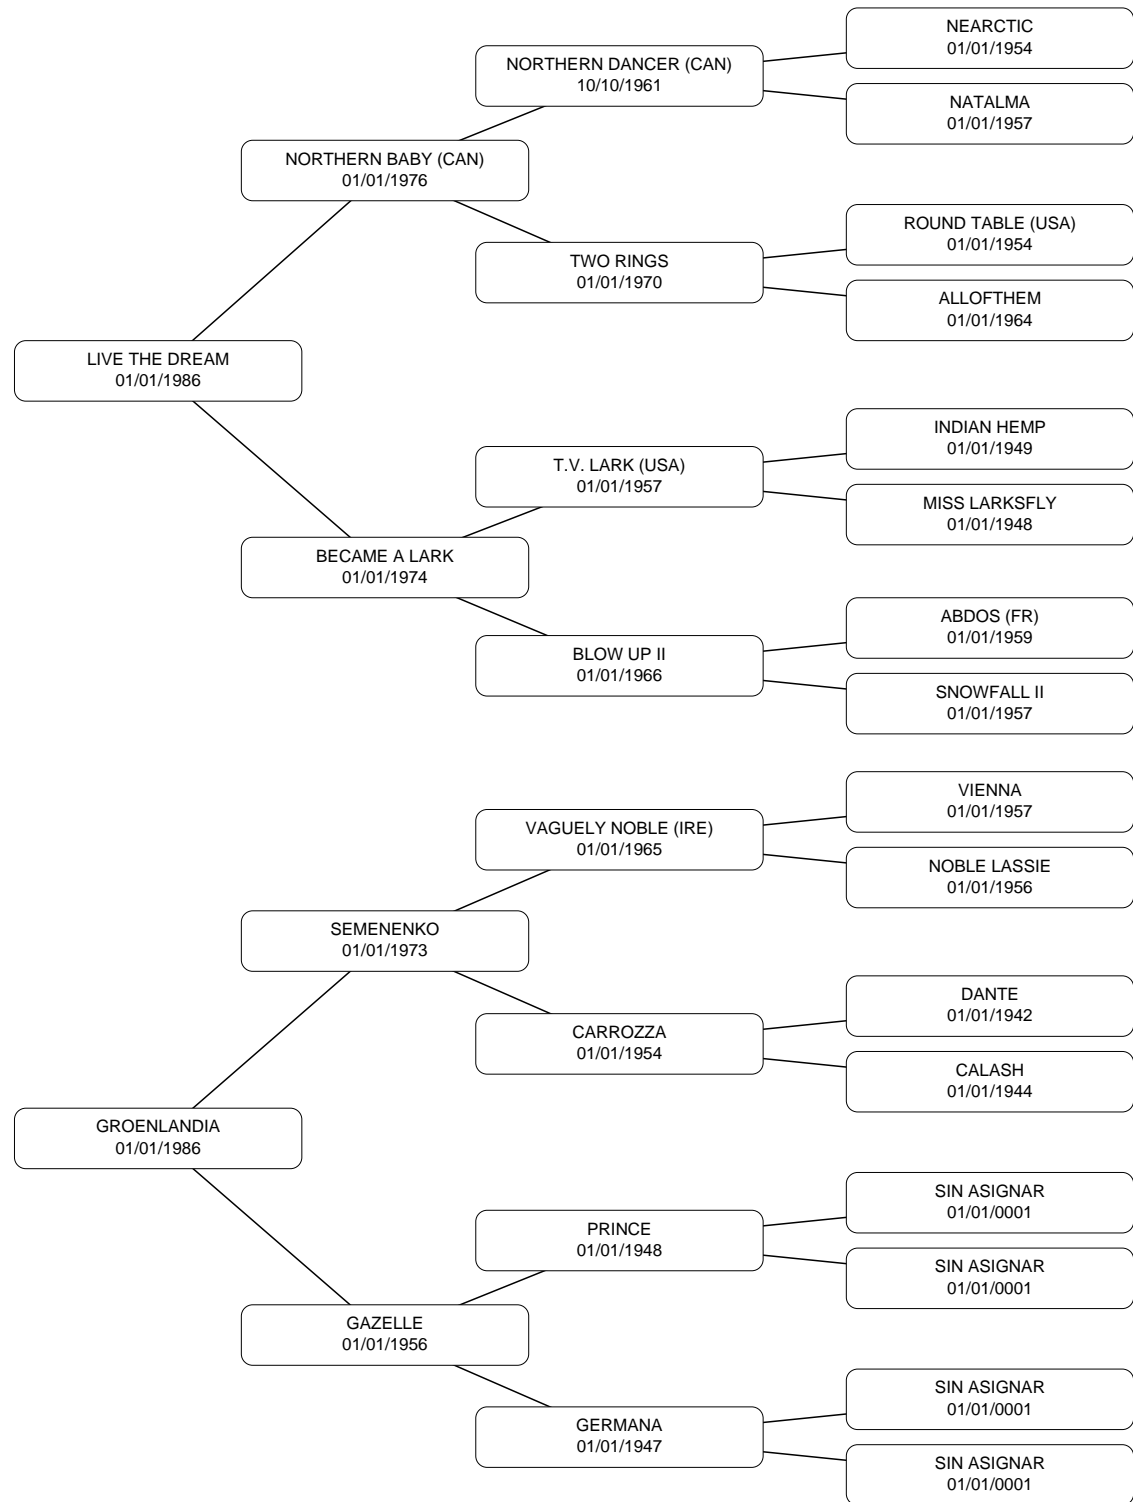 NEARCTIC
01/01/1954
NORTHERN DANCER (CAN)
10/10/1961
NATALMA
01/01/1957
NORTHERN BABY (CAN)
01/01/1976
ROUND TABLE (USA)
01/01/1954
TWO RINGS
01/01/1970
ALLOFTHEM
01/01/1964
LIVE THE DREAM
01/01/1986
INDIAN HEMP
01/01/1949
T.V. LARK (USA)
01/01/1957
MISS LARKSFLY
01/01/1948
BECAME A LARK
01/01/1974
ABDOS (FR)
01/01/1959
BLOW UP II
01/01/1966
SNOWFALL II
01/01/1957
VIENNA
01/01/1957
VAGUELY NOBLE (IRE)
01/01/1965
NOBLE LASSIE
01/01/1956
SEMENENKO
01/01/1973
DANTE
01/01/1942
CARROZZA
01/01/1954
CALASH
01/01/1944
GROENLANDIA
01/01/1986
SIN ASIGNAR
01/01/0001
PRINCE
01/01/1948
SIN ASIGNAR
01/01/0001
GAZELLE
01/01/1956
SIN ASIGNAR
01/01/0001
GERMANA
01/01/1947
SIN ASIGNAR
01/01/0001